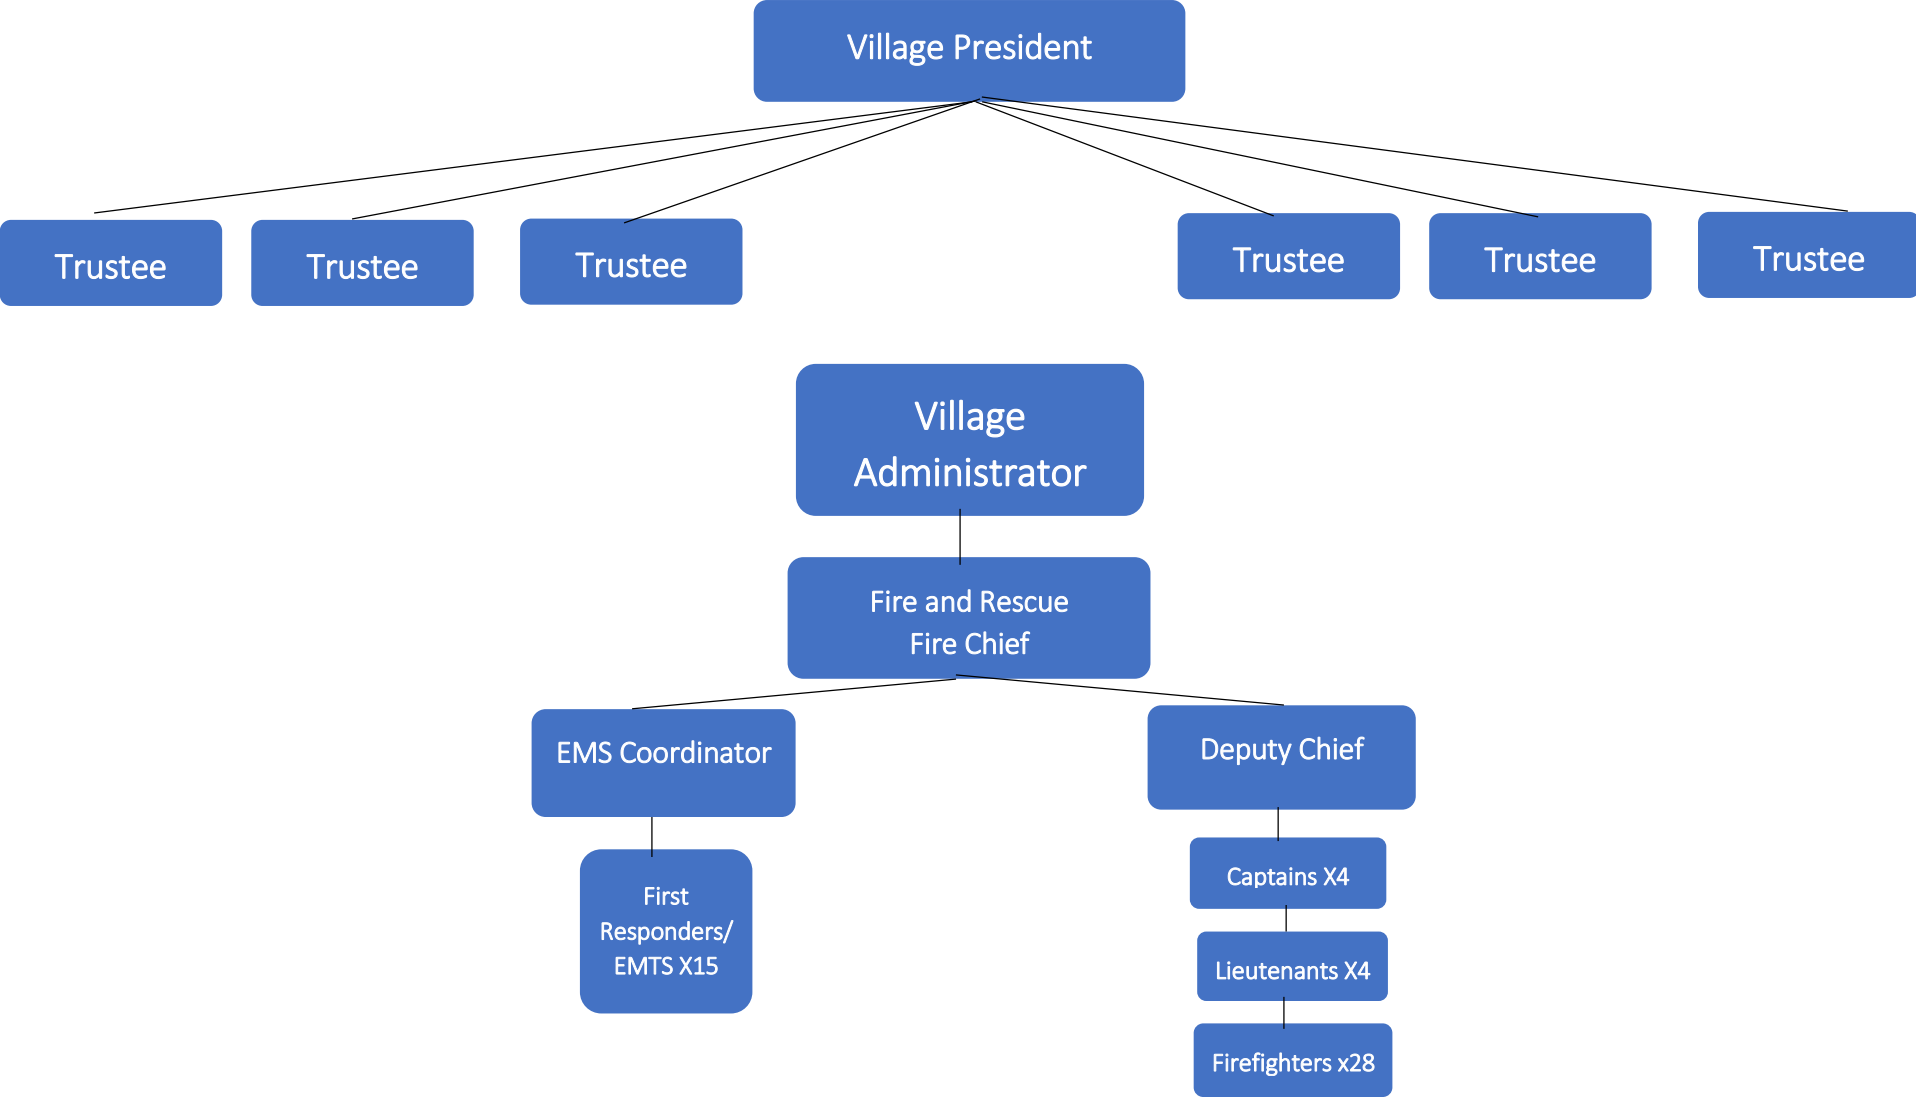 Village President
Trustee
Trustee
Trustee
Trustee
Trustee
Trustee
Village
Administrator
Fire and Rescue
Fire Chief
EMS Coordinator
Deputy Chief
First
Responders/
EMTS X15
Captains X4
Lieutenants X4
Firefighters x28